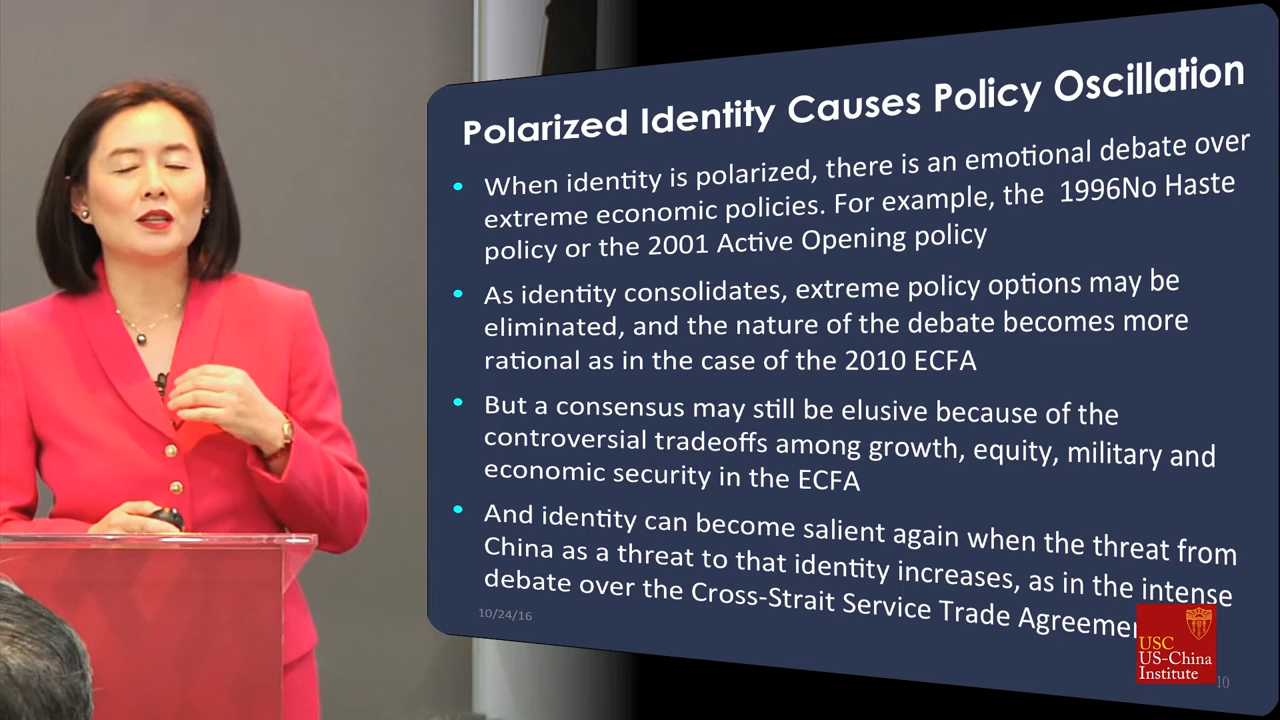 Polarized Identity Causes Policy Oscillation
• When identity is polarized, there is an emotional debate over
extreme economic policies. For example, the 1996No Haste
policy or the 2001 Active Opening policy
• As identity consolidates, extreme policy options may be
eliminated, and the nature of the debate becomes more
rational as in the case of the 2010 ECFA
• But a consensus may still be elusive because of the
controversial tradeoffs among growth, equity, military and
economic security in the ECFA
• And identity can become salient again when the threat from
China as a threat to that identity increases, as in the intense
debate over the Cross-Strait Service Trade
10/24/16
USC
US-China
Institute
10